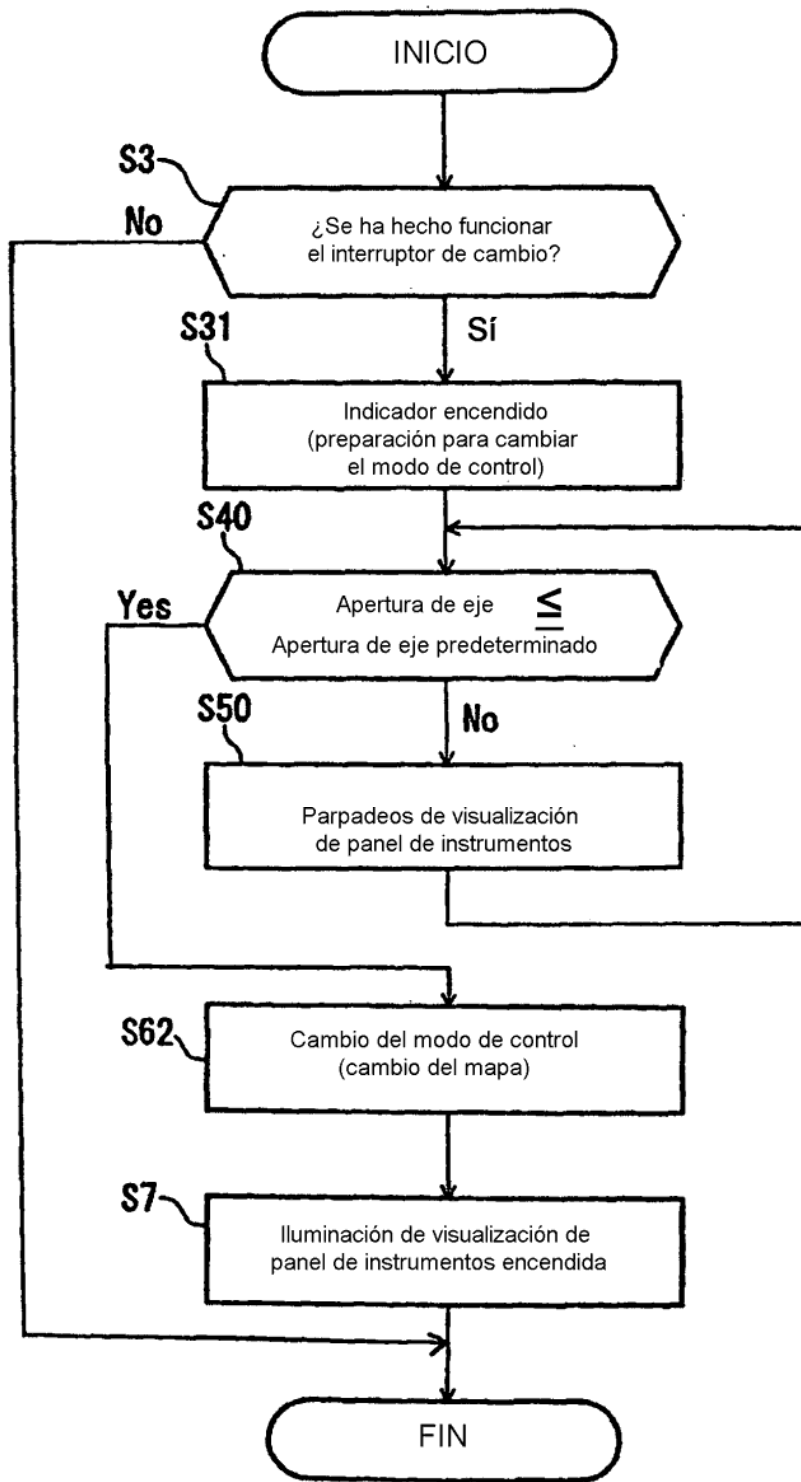 INICIO
S3
No
¿Se ha hecho funcionar
el interruptor de cambio?
Sí
S31
Indicador encendido
(preparación para cambiar
el modo de control)
S40
Yes
Apertura de eje ≦
Apertura de eje predeterminado
No
S50
Parpadeos de visualización
de panel de instrumentos
S62
Cambio del modo de control
(cambio del mapa)
S7
Iluminación de visualización de
panel de instrumentos encendida
FIN